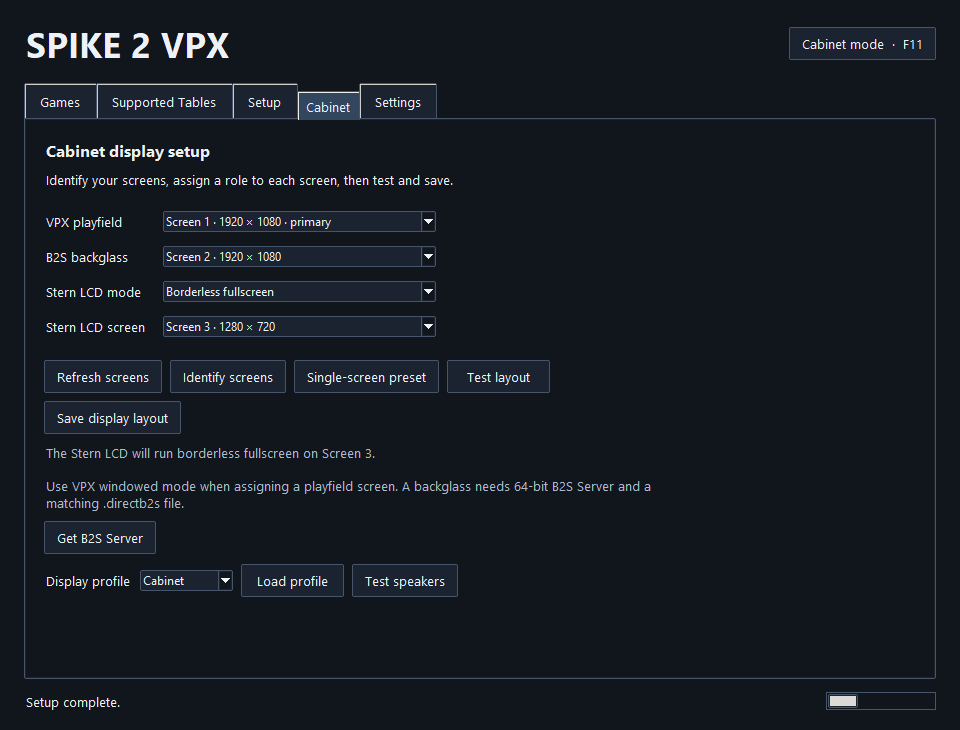 SPIKE 2 VPX
Cabinet mode · F11
Games
Supported Tables
Setup
Cabinet
Settings
Cabinet display setup
Identify your screens, assign a role to each screen, then test and save.
VPX playfield
Screen 1 · 1920 × 1080 · primary
B2S backglass
Screen 2 · 1920 × 1080
Stern LCD mode
Borderless fullscreen
Stern LCD screen
Screen 3 · 1280 × 720
Refresh screens
Identify screens
Single-screen preset
Test layout
Save display layout
The Stern LCD will run borderless fullscreen on Screen 3.
Use VPX windowed mode when assigning a playfield screen. A backglass needs 64-bit B2S Server and a
matching .directb2s file.
Get B2S Server
Display profile
Cabinet
Load profile
Test speakers
Setup complete.